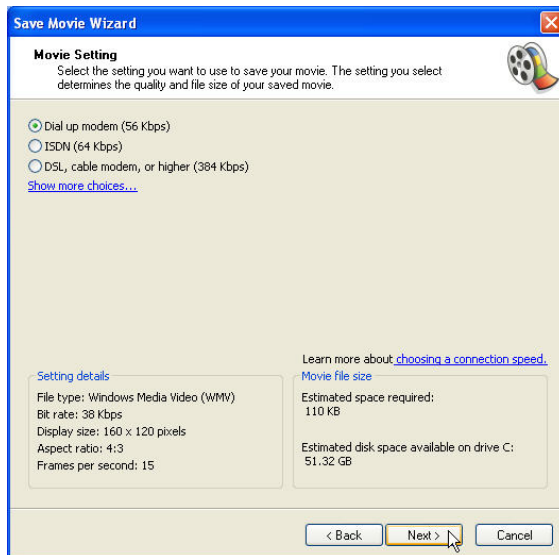 Save Movie Wizard
Movie Setting
Select the setting you want to use to save your movie. The setting you select
determines the quality and file size of your saved movie.
Dial up modem (56 Kbps)
ISDN (64 Kbps)
DSL, cable modem, or higher (384 Kbps)
Show more choices...
Learn more about choosing a connection speed.
Setting details
File type: Windows Media Video (WMV)
Bit rate: 38 Kbps
Display size: 160 x 120 pixels
Aspect ratio: 4:3
Frames per second: 15
Movie file size
Estimated space required:
110 KB
Estimated disk space available on drive C:
51.32 GB
< Back
Next >
Cancel